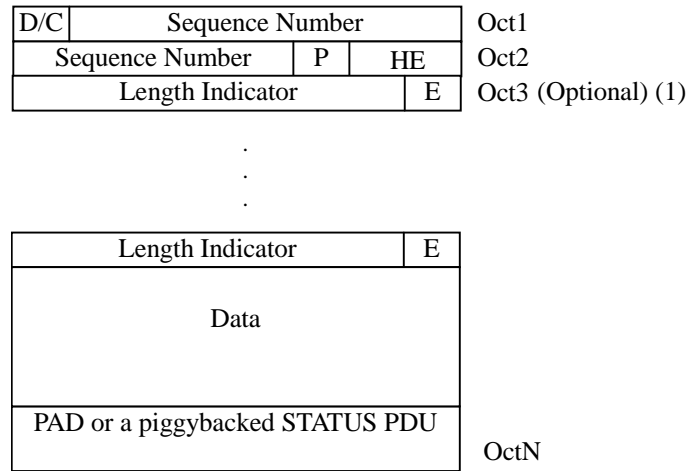 D/C Sequence Number Oct1
Sequence Number P HE Oct2
Length Indicator E Oct3 (Optional) (1)
.
.
.
Length Indicator E
Data
PAD or a piggybacked STATUS PDU
OctN